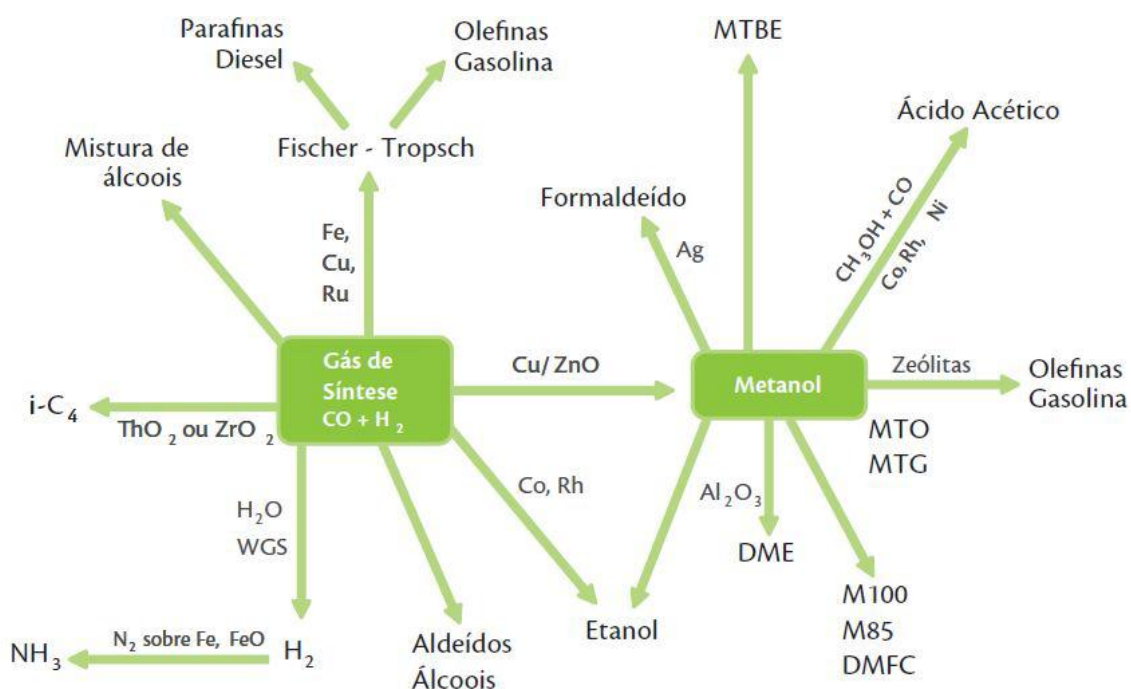 Parafinas
Diesel
Olefinas
Gasolina
MTBE
Mistura de
álcoois
Fischer - Tropsch
Ácido Acético
Formaldeído
CH₃OH + CO
Co, Rh, Ni
Ag
Fe,
Cu,
Ru
Gás de
Síntese
CO + H₂
Cu/ ZnO
Metanol
Zeólitas
Olefinas
Gasolina
i-C₄
ThO₂ ou ZrO₂
MTO
MTG
H₂O
WGS
Co, Rh
Al₂O₃
DME
M100
M85
DMFC
Etanol
Aldeídos
Álcoois
NH₃
N₂ sobre Fe, FeO
H₂